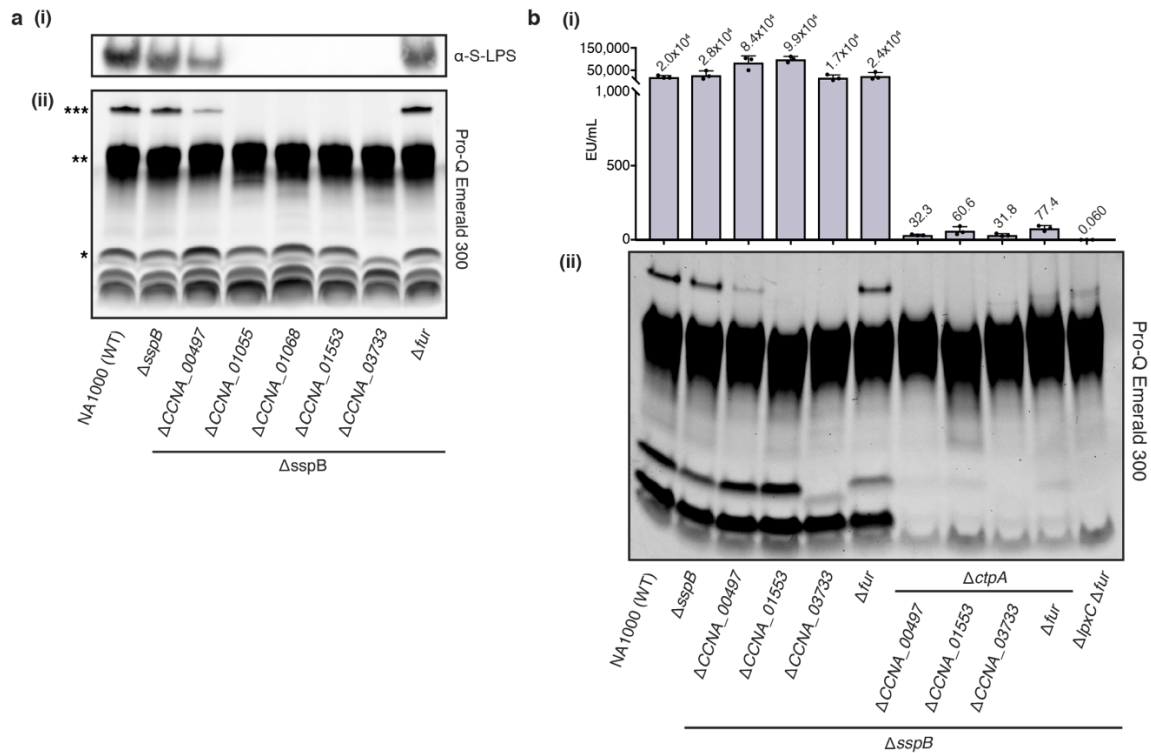 a (i)
α-S-LPS
(ii)
***
**
*
Pro-Q Emerald 300
NA1000 (WT)
ΔsspB
ΔCCNA_00497
ΔCCNA_01055
ΔCCNA_01068
ΔCCNA_01553
ΔCCNA_03733
Δfur
ΔsspB
b (i)
2.0x10⁴
2.8x10⁴
8.4x10⁴
9.9x10⁴
1.7x10⁴
2.4x10⁴
150,000
50,000
1,000
EU/mL
500
32.3
60.6
31.8
77.4
0.060
0
(ii)
Pro-Q Emerald 300
NA1000 (WT)
ΔsspB
ΔCCNA_00497
ΔCCNA_01553
ΔCCNA_03733
Δfur
ΔctpA
ΔCCNA_00497
ΔCCNA_01553
ΔCCNA_03733
Δfur
ΔlpxC Δfur
ΔsspB